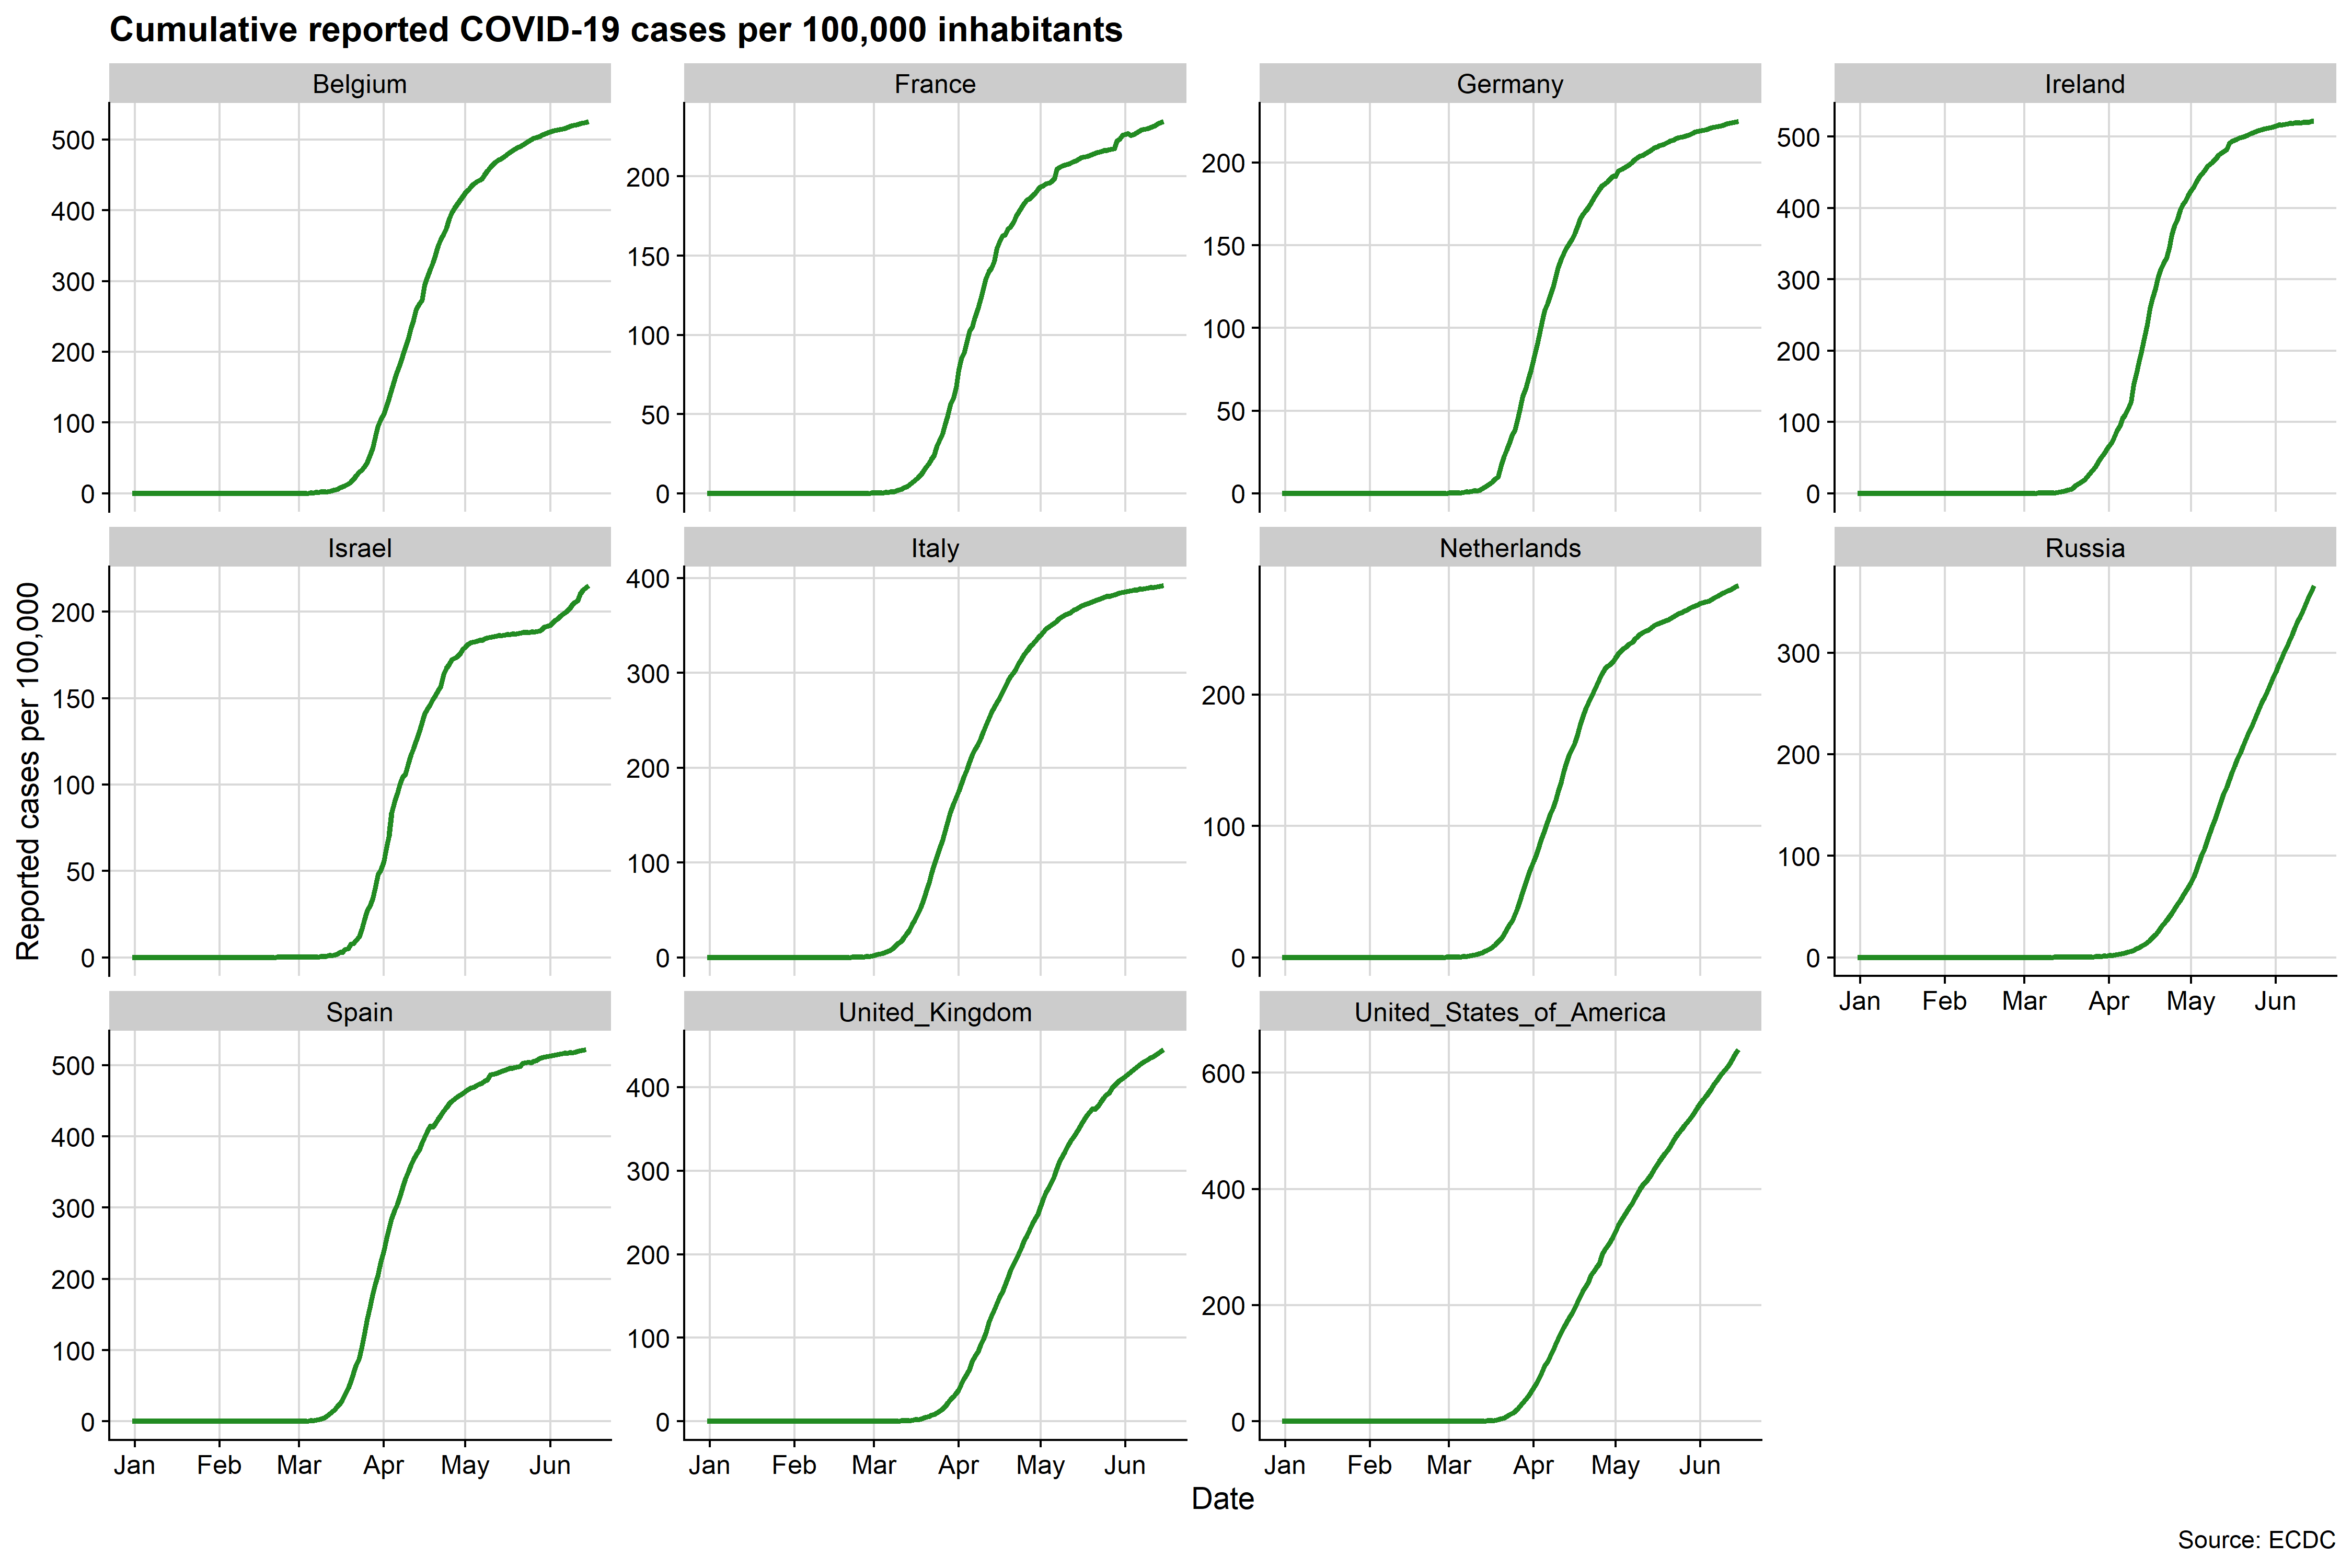 Cumulative reported COVID-19 cases per 100,000 inhabitants
Belgium
France
Germany
Ireland
500
400
300
200
100
0
200
150
100
50
0
200
150
100
50
0
500
400
300
200
100
0
Israel
Italy
Netherlands
Russia
Reported cases per 100,000
200
150
100
50
0
400
300
200
100
0
200
100
0
300
200
100
0
Jan Feb Mar Apr May Jun
Spain
United_Kingdom
United_States_of_America
500
400
300
200
100
0
400
300
200
100
0
600
400
200
0
Jan Feb Mar Apr May Jun
Jan Feb Mar Apr May Jun
Jan Feb Mar Apr May Jun
Date
Source: ECDC